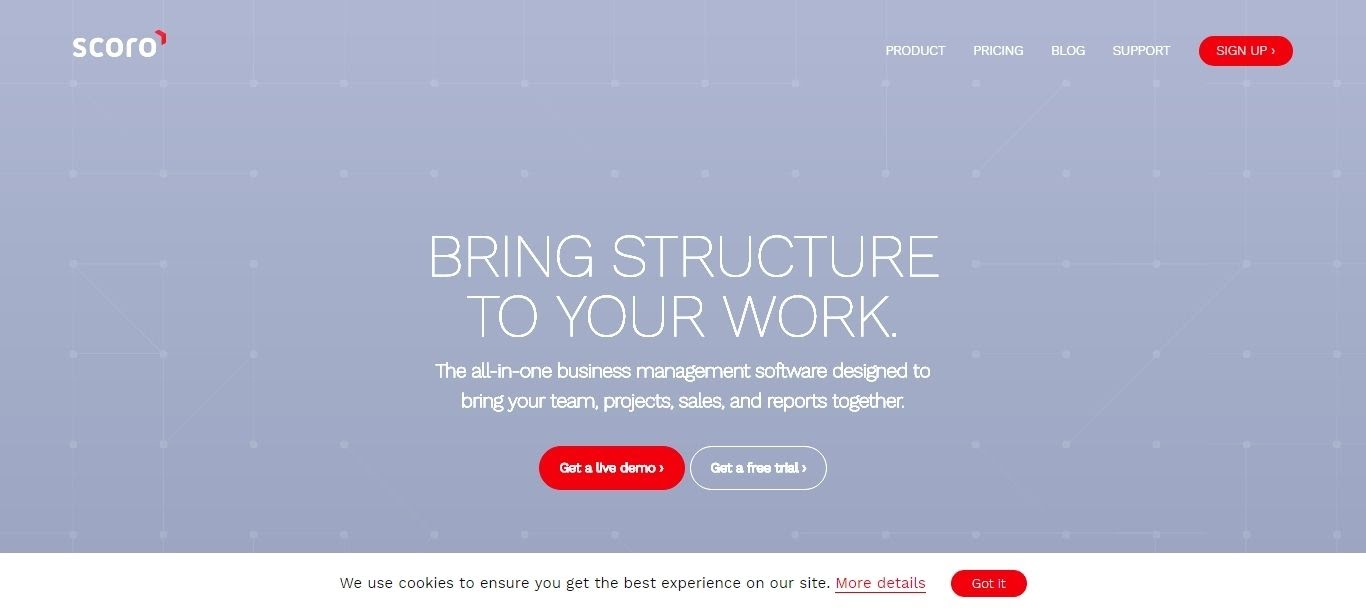 scoro
PRODUCT PRICING BLOG SUPPORT SIGN UP ›
BRING STRUCTURE
TO YOUR WORK.
The all-in-one business management software designed to
bring your team, projects, sales, and reports together.
Get a live demo › Get a free trial ›
We use cookies to ensure you get the best experience on our site. More details Got it